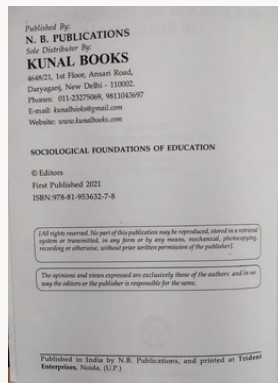 Published By:
N. B. PUBLICATIONS
Sole Distributor By:
KUNAL BOOKS
4648/21, 1st Floor, Ansari Road,
Daryaganj, New Delhi - 110002.
Phones: 011-23275069, 9811043697
E-mail: kunalbooks@gmail.com
Website: www.kunalbooks.com
SOCIOLOGICAL FOUNDATIONS OF EDUCATION
© Editors
First Published 2021
ISBN:978-81-953632-7-8
[All rights reserved. No part of this publication may be reproduced, stored in a retrieval
system or transmitted, in any form or by any means, mechanical, photocopying,
recording or otherwise, without prior written permission of the publisher].
The opinions and views expressed are exclusively those of the authors and in no
way the editors or the publisher is responsible for the same.
Published in India by N.B. Publications, and printed at Trident
Enterprises, Noida, (U.P.)